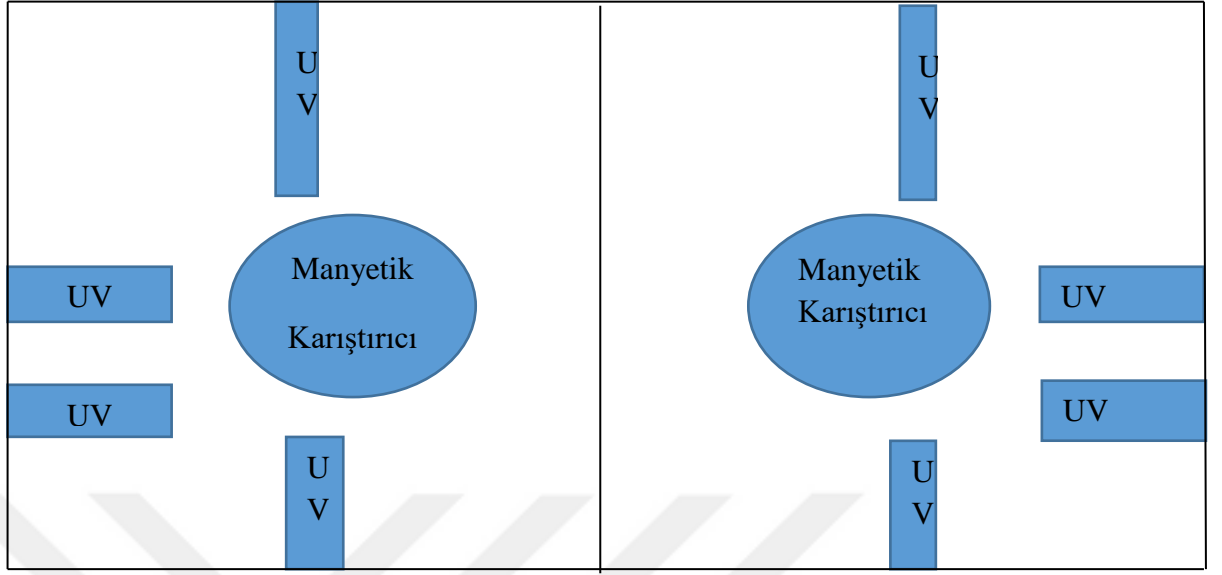 U
V
Manyetik
Karıştırıcı
UV
UV
U
V
U
V
Manyetik
Karıştırıcı
UV
UV
U
V